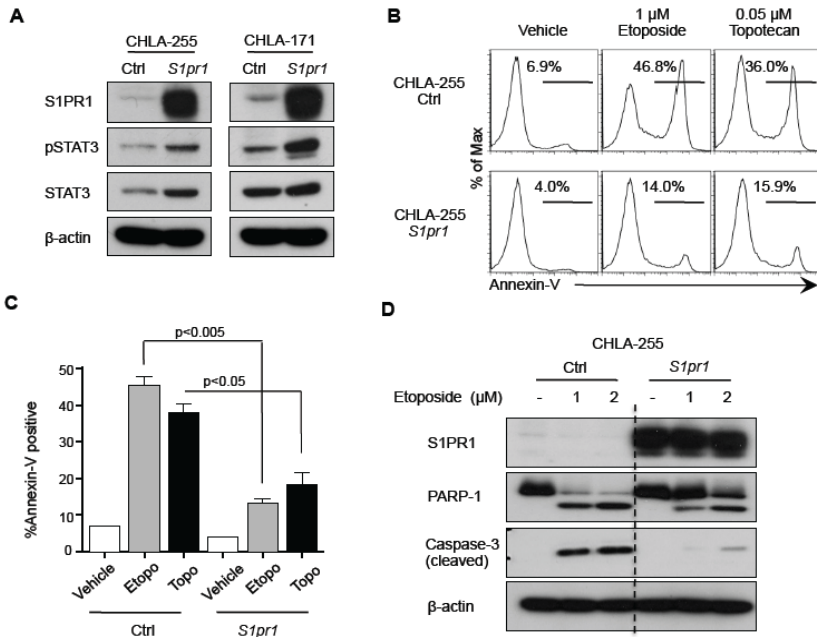 A
CHLA-255 CHLA-171
Ctrl S1pr1 Ctrl S1pr1
S1PR1
pSTAT3
STAT3
β-actin
B
Vehicle
1 µM
Etoposide
0.05 µM
Topotecan
CHLA-255
Ctrl
6.9% 46.8% 36.0%
% of Max
CHLA-255
S1pr1
4.0% 14.0% 15.9%
Annexin-V
C
p<0.005
p<0.05
%Annexin-V positive
50
40
30
20
10
0
Vehicle Etopo Topo Vehicle Etopo Topo
Ctrl S1pr1
D
CHLA-255
Ctrl S1pr1
Etoposide (µM) - 1 2 - 1 2
S1PR1
PARP-1
Caspase-3
(cleaved)
β-actin